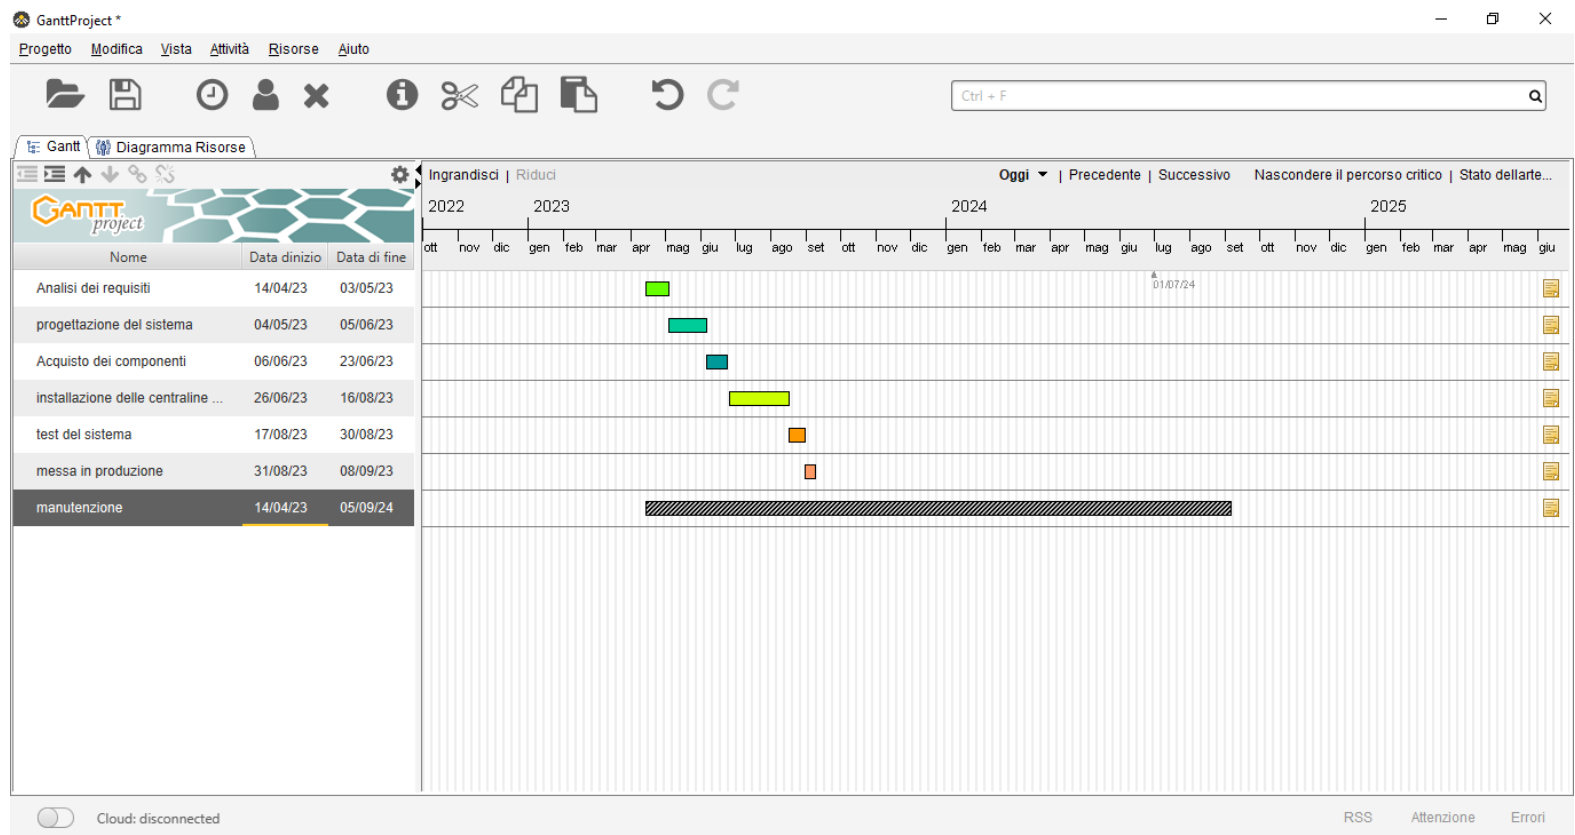 GanttProject *
Progetto Modifica Vista Attività Risorse Aiuto
Ctrl + F
Gantt Diagramma Risorse
Ingrandisci | Riduci Oggi | Precedente | Successivo Nascondere il percorso critico | Stato dellarte...
GANTT project
2022 2023 2024 2025
Nome Data dinizio Data di fine
ott nov dic gen feb mar apr mag giu lug ago set ott nov dic gen feb mar apr mag giu lug ago set ott nov dic gen feb mar apr mag giu
Analisi dei requisiti 14/04/23 03/05/23
01/07/24
progettazione del sistema 04/05/23 05/06/23
Acquisto dei componenti 06/06/23 23/06/23
installazione delle centraline ... 26/06/23 16/08/23
test del sistema 17/08/23 30/08/23
messa in produzione 31/08/23 08/09/23
manutenzione 14/04/23 05/09/24
Cloud: disconnected RSS Attenzione Errori